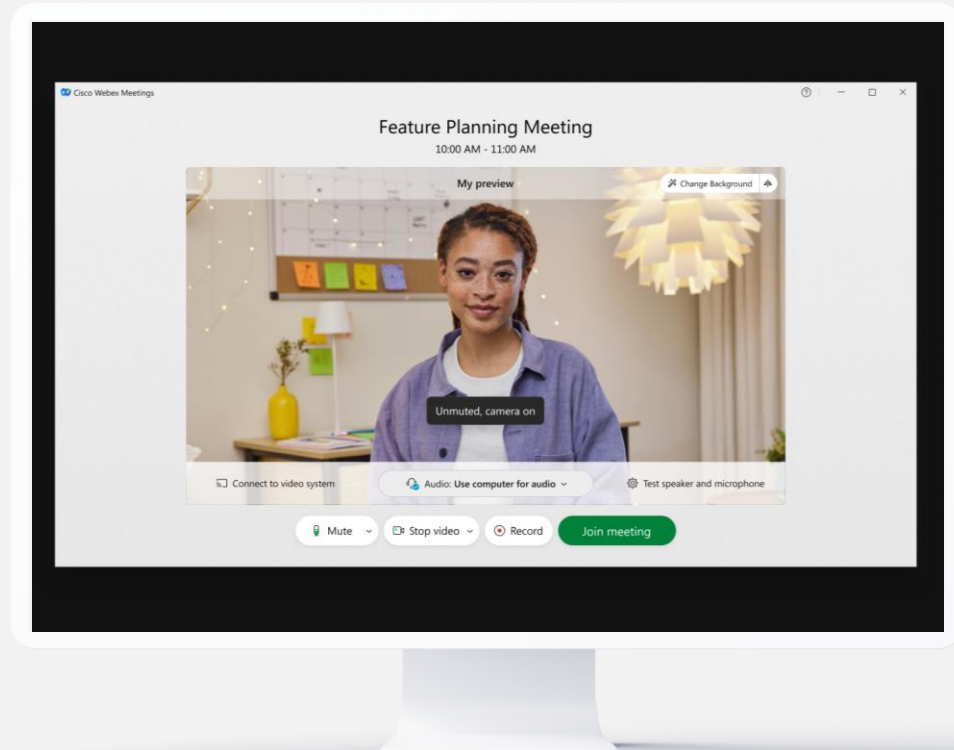 Cisco Webex Meetings
Feature Planning Meeting
10:00 AM - 11:00 AM
My preview
Change Background
Unmuted, camera on
Connect to video system
Audio: Use computer for audio
Test speaker and microphone
Mute
Stop video
Record
Join meeting